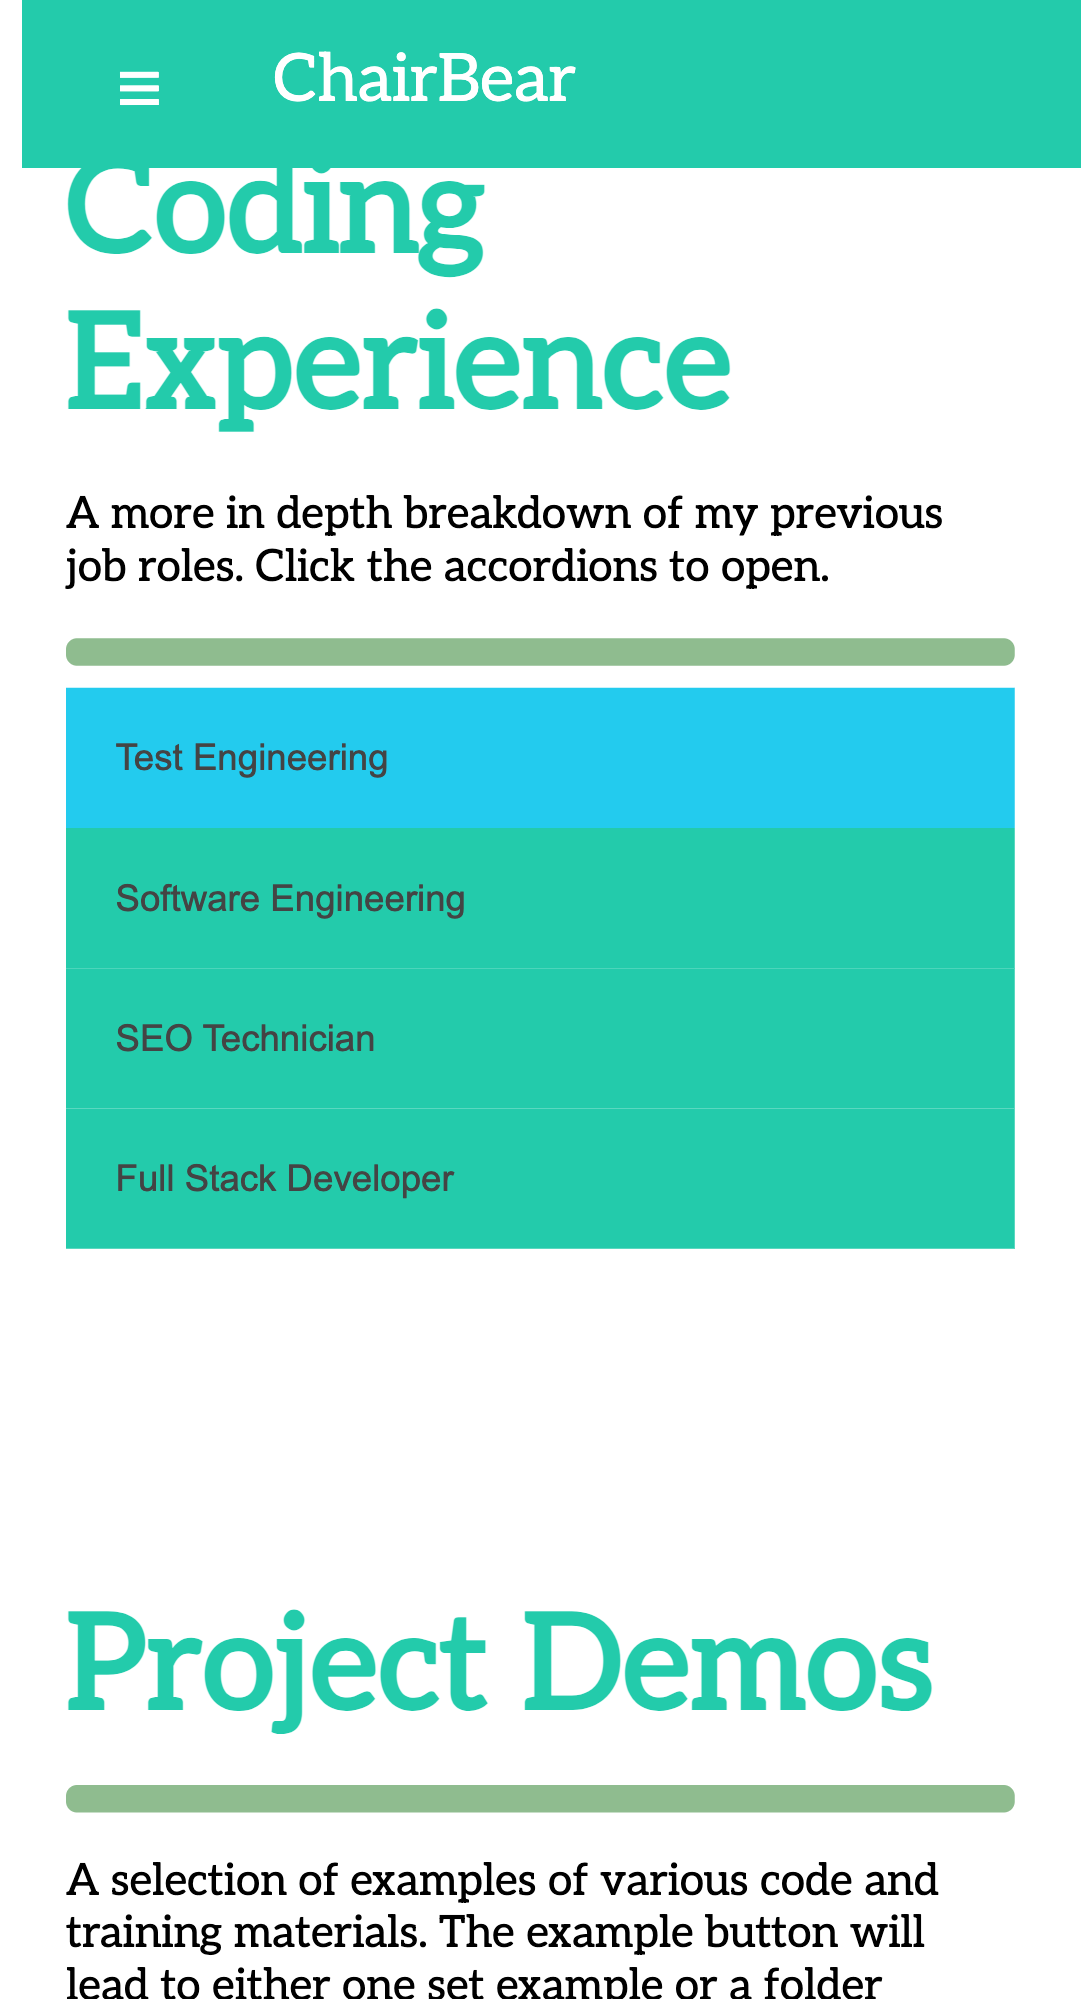 ChairBear
Coding
Experience
A more in depth breakdown of my previous
job roles. Click the accordions to open.
Test Engineering
Software Engineering
SEO Technician
Full Stack Developer
Project Demos
A selection of examples of various code and
training materials. The example button will
lead to either one set example or a folder